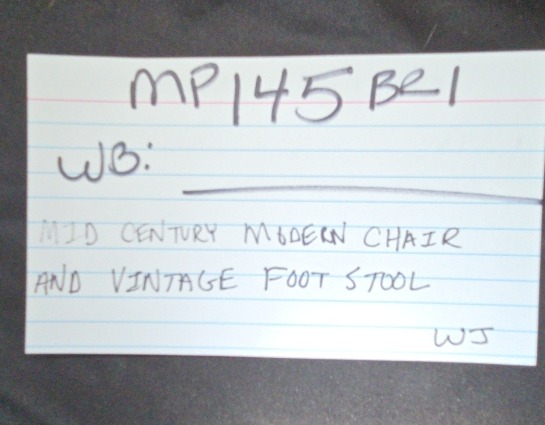 MP145 BR1
WB:
MID CENTURY MODERN CHAIR
AND VINTAGE FOOT STOOL
WJ